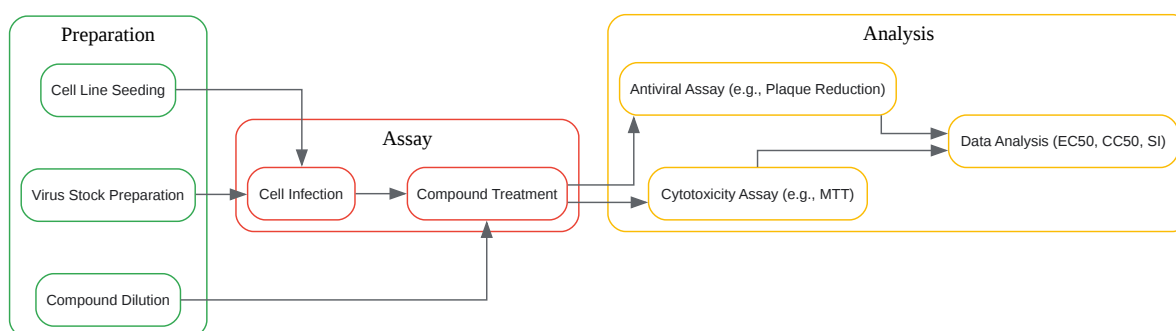 Preparation
Cell Line Seeding
Virus Stock Preparation
Compound Dilution
Assay
Cell Infection
Compound Treatment
Analysis
Antiviral Assay (e.g., Plaque Reduction)
Cytotoxicity Assay (e.g., MTT)
Data Analysis (EC50, CC50, SI)